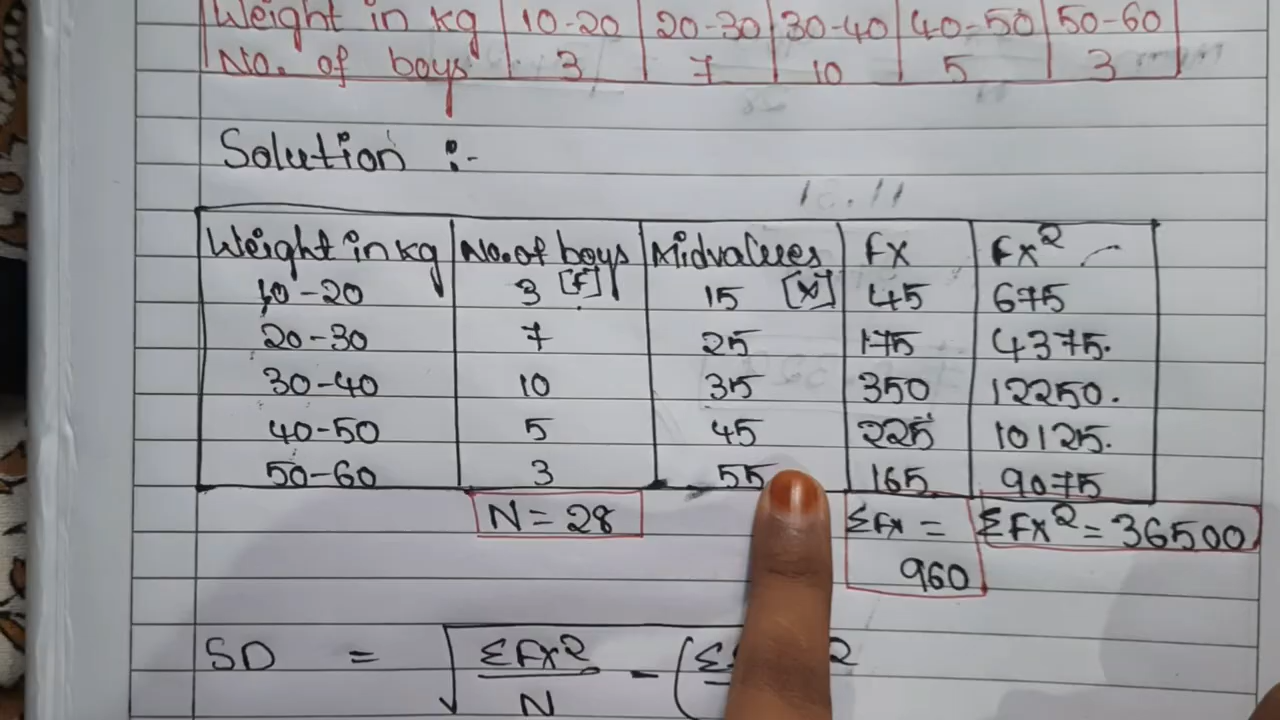 Weight in kg 10-20 20-30 30-40 40-50 50-60
No. of boys 3 7 10 5 3
Solution :-
Weight in kg No. of boys [F] Midvalues [X] FX FX²
10-20 3 15 45 675
20-30 7 25 175 4375.
30-40 10 35 350 12250.
40-50 5 45 225 10125.
50-60 3 55 165 9075
N = 28 ΣFX = 960 ΣFX² = 36500
SD = √ ΣFX² / N - (Σ 2